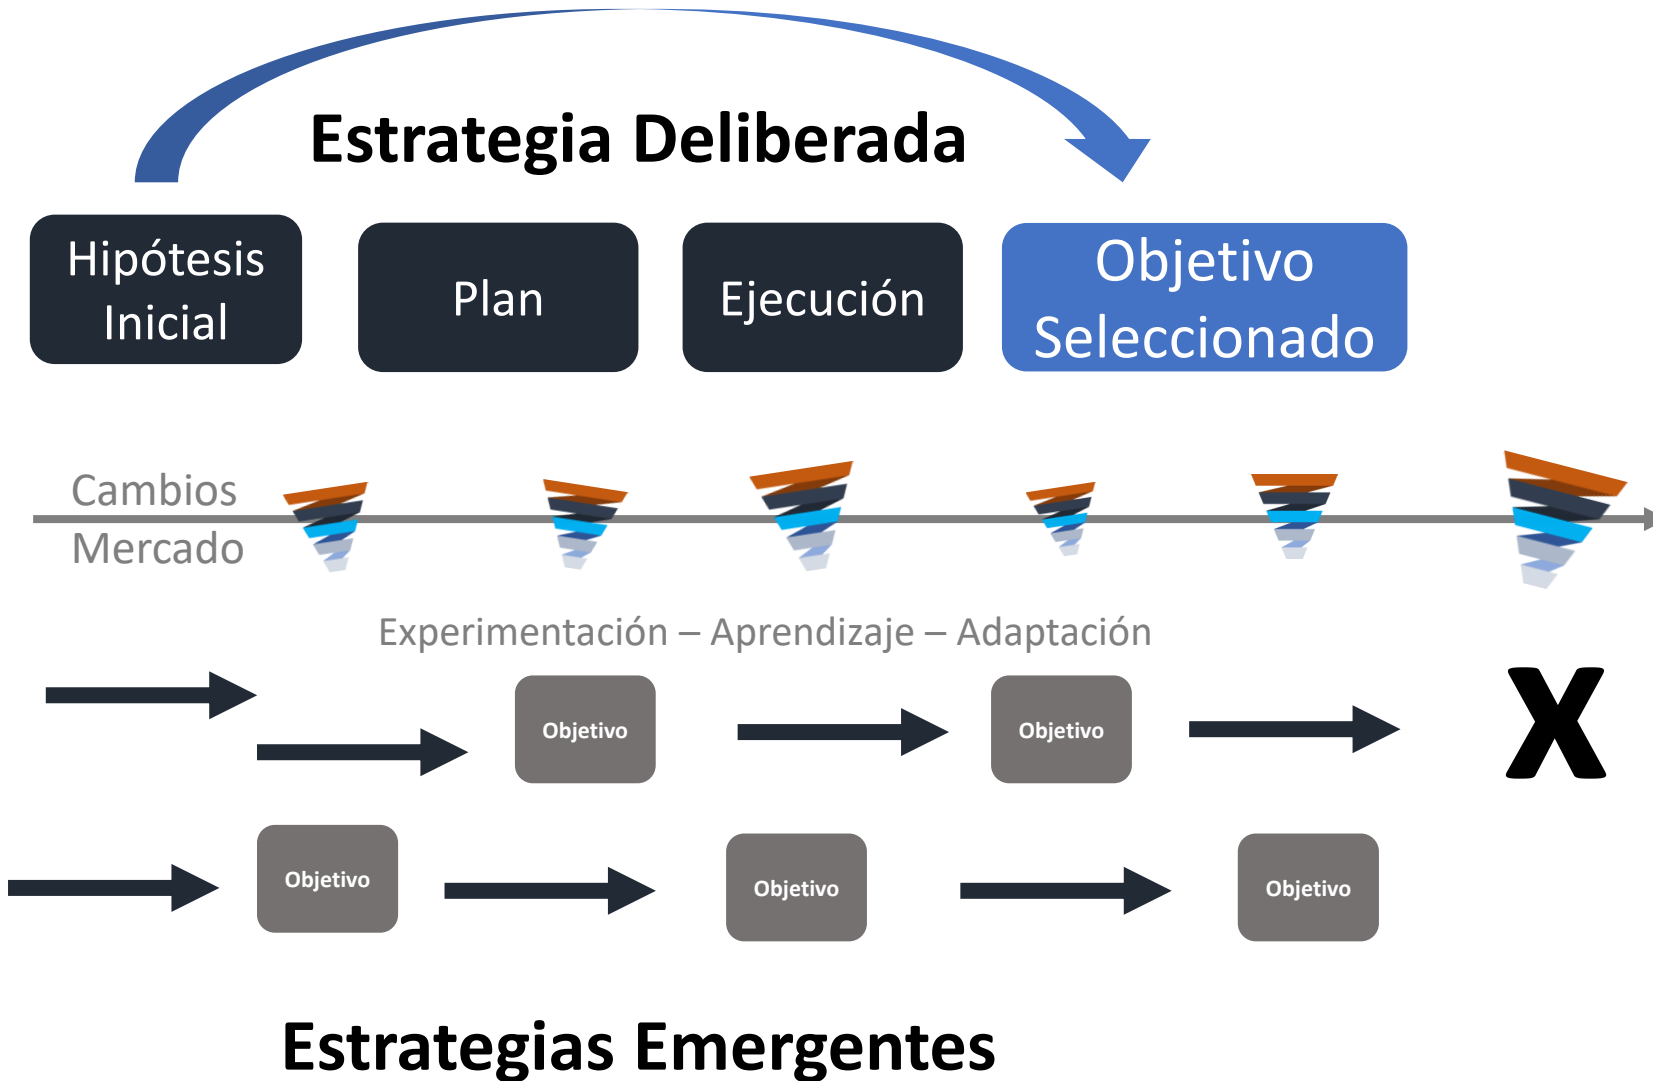 Estrategia Deliberada
Hipótesis
Inicial
Plan
Ejecución
Objetivo
Seleccionado
Cambios
Mercado
Experimentación – Aprendizaje – Adaptación
Objetivo
Objetivo
X
Objetivo
Objetivo
Objetivo
Estrategias Emergentes